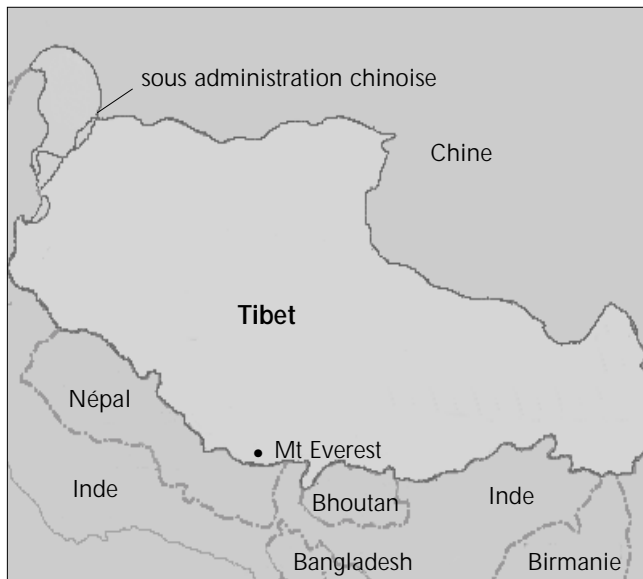 sous administration chinoise
Chine
Tibet
Népal
Mt Everest
Inde
Bhoutan
Inde
Bangladesh
Birmanie